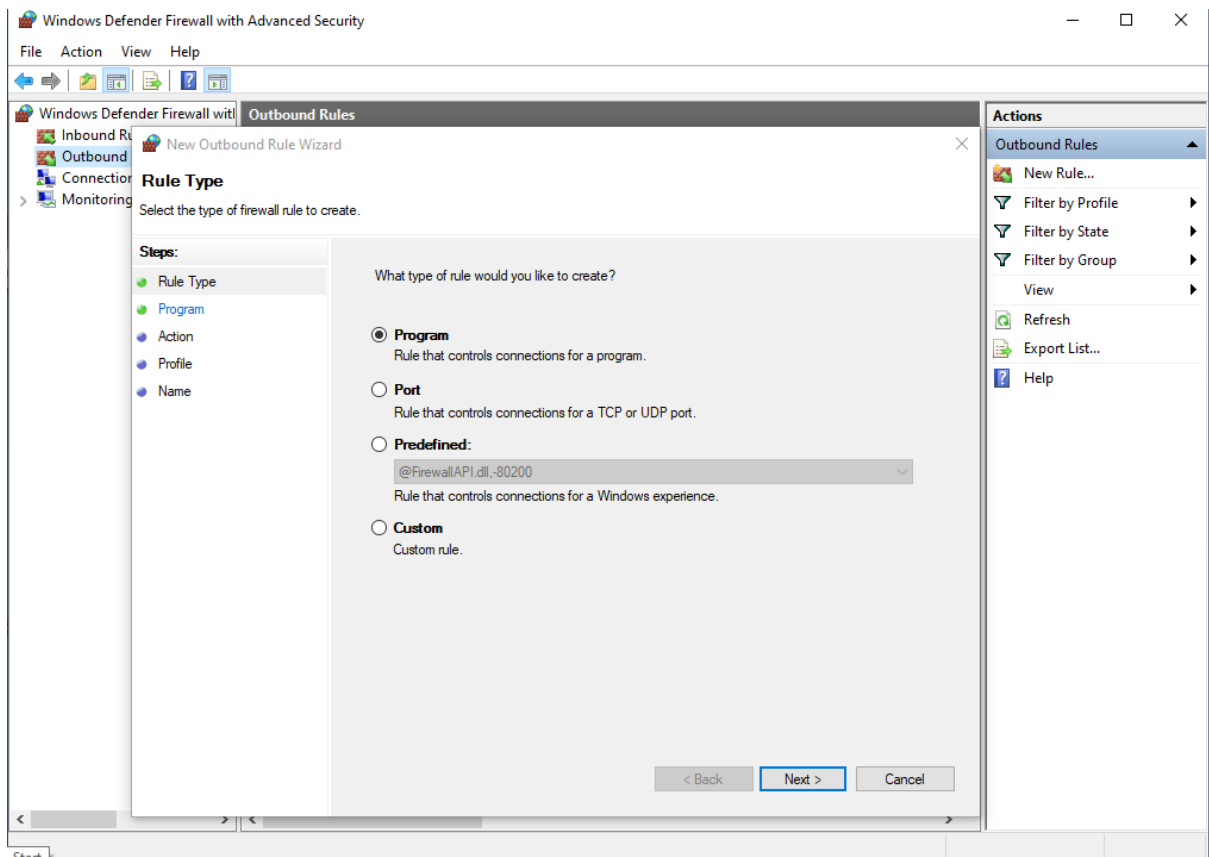 Windows Defender Firewall with Advanced Security
File Action View Help
Windows Defender Firewall witl
Inbound Ru
Outbound
Connection
Monitoring
Outbound Rules
New Outbound Rule Wizard
Rule Type
Select the type of firewall rule to create.
Steps:
Rule Type
Program
Action
Profile
Name
What type of rule would you like to create?
Program
Rule that controls connections for a program.
Port
Rule that controls connections for a TCP or UDP port.
Predefined:
@FirewallAPI.dll,-80200
Rule that controls connections for a Windows experience.
Custom
Custom rule.
< Back Next > Cancel
Actions
Outbound Rules
New Rule...
Filter by Profile
Filter by State
Filter by Group
View
Refresh
Export List...
Help
Start